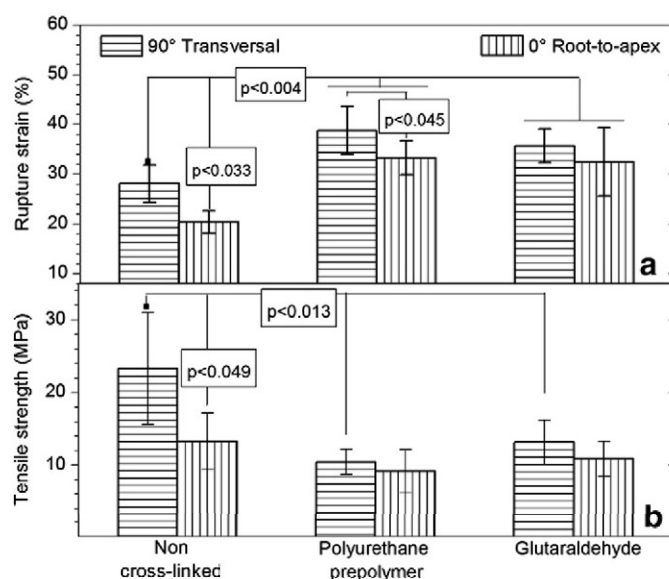 60
90° Transversal
0° Root-to-apex
50
p<0.004
40
p<0.045
30
p<0.033
20
10
a
Rupture strain (%)
30
p<0.013
p<0.049
20
10
b
Tensile strength (MPa)
Non
cross-linked
Polyurethane
prepolymer
Glutaraldehyde